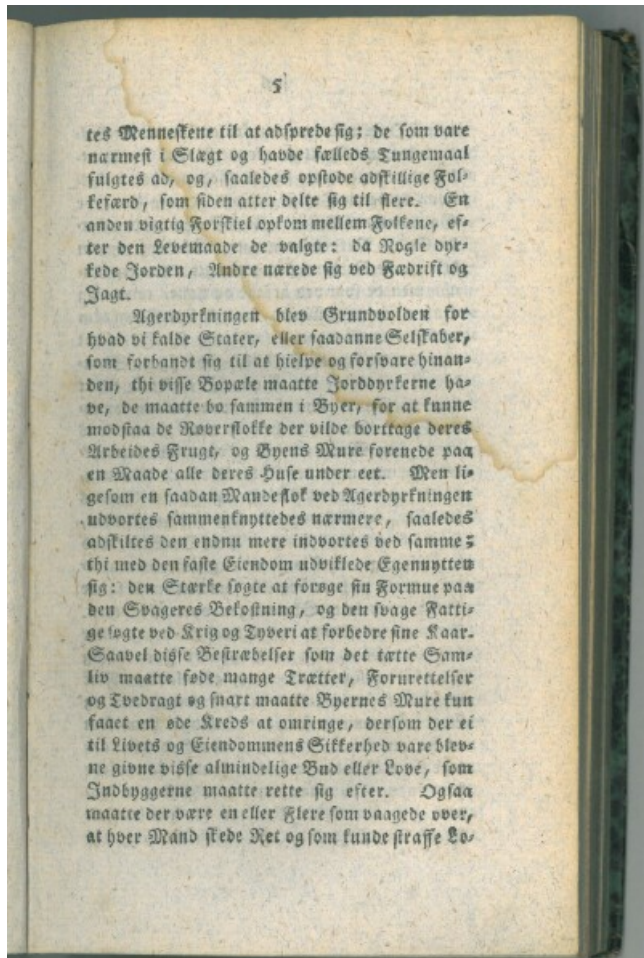 5
tes Menneskene til at adsprede sig; de som vare
nærmest i Slægt og havde fælleds Tungemaal
fulgtes ad, og, saaledes opstode adskillige Fol-
kefærd, som siden atter delte sig til flere. En
anden vigtig Forskiel opkom mellem Folkene, ef-
ter den Levemaade de valgte: da Nogle dyr-
kede Jorden, Andre nærede sig ved Fædrift og
Jagt.
Agerdyrkningen blev Grundvolden for
hvad vi kalde Stater, eller saadanne Selskaber,
som forbandt sig til at hielpe og forsvare hinan-
den, thi visse Bopæle maatte Jorddyrkerne ha-
ve, de maatte bo sammen i Byer, for at kunne
modstaa de Røverflokke der vilde borttage deres
Arbeides Frugt, og Byens Mure forenede paa
en Maade alle deres Huse under eet. Men li-
gesom en saadan Mandeflok ved Agerdyrkningen
udvortes sammenknyttedes nærmere, saaledes
adskiltes den endnu mere indvortes ved samme;
thi med den faste Eiendom udviklede Egennytten
sig: den Stærke søgte at forøge sin Formue paa
den Svageres Bekostning, og den svage Fatti-
ge søgte ved Krig og Tyveri at forbedre sine Kaar.
Saavel disse Bestræbelser som det tætte Sam-
liv maatte føde mange Trætter, Forurettelser
og Tvedragt og snart maatte Byernes Mure kun
faaet en øde Kreds at omringe, dersom der ei
til Livets og Eiendommens Sikkerhed vare blev-
ne givne visse almindelige Bud eller Love, som
Indbyggerne maatte rette sig efter. Ogsaa
maatte der være en eller Flere som vaagede over,
at hver Mand skede Ret og som kunde straffe Lo-